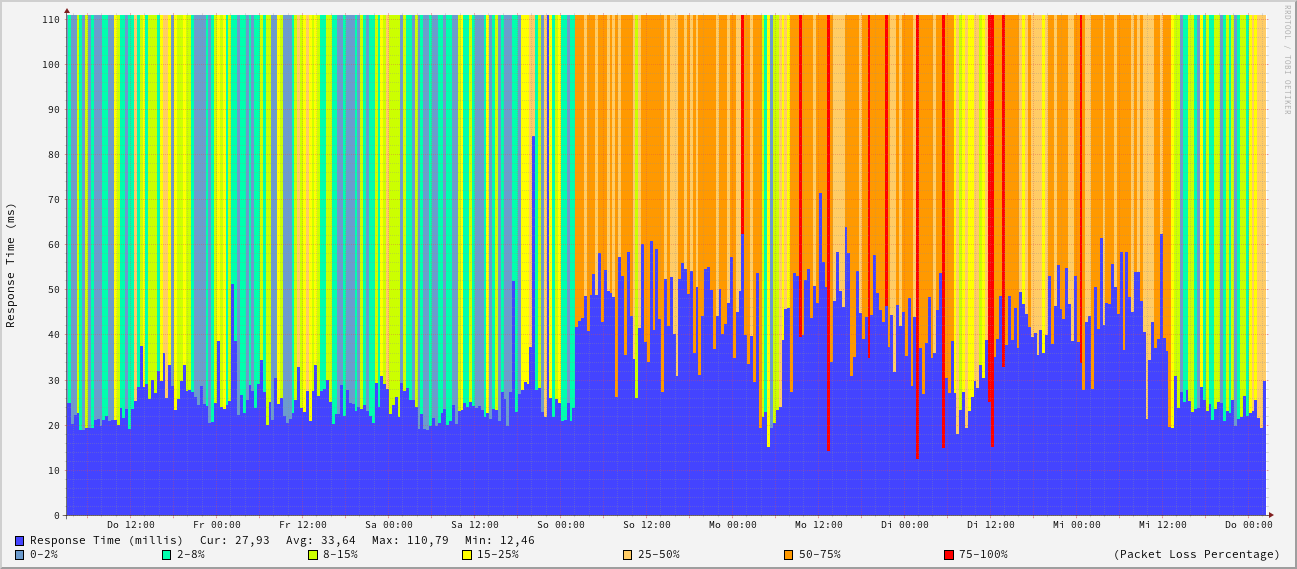 RRDTOOL / TOBI OETIKER
Response Time (ms)
110
100
90
80
70
60
50
40
30
20
10
0
Do 12:00 Fr 00:00 Fr 12:00 Sa 00:00 Sa 12:00 So 00:00 So 12:00 Mo 00:00 Mo 12:00 Di 00:00 Di 12:00 Mi 00:00 Mi 12:00 Do 00:00
Response Time (millis) Cur: 27,93 Avg: 33,64 Max: 110,79 Min: 12,46
0-2% 2-8% 8-15% 15-25% 25-50% 50-75% 75-100% (Packet Loss Percentage)